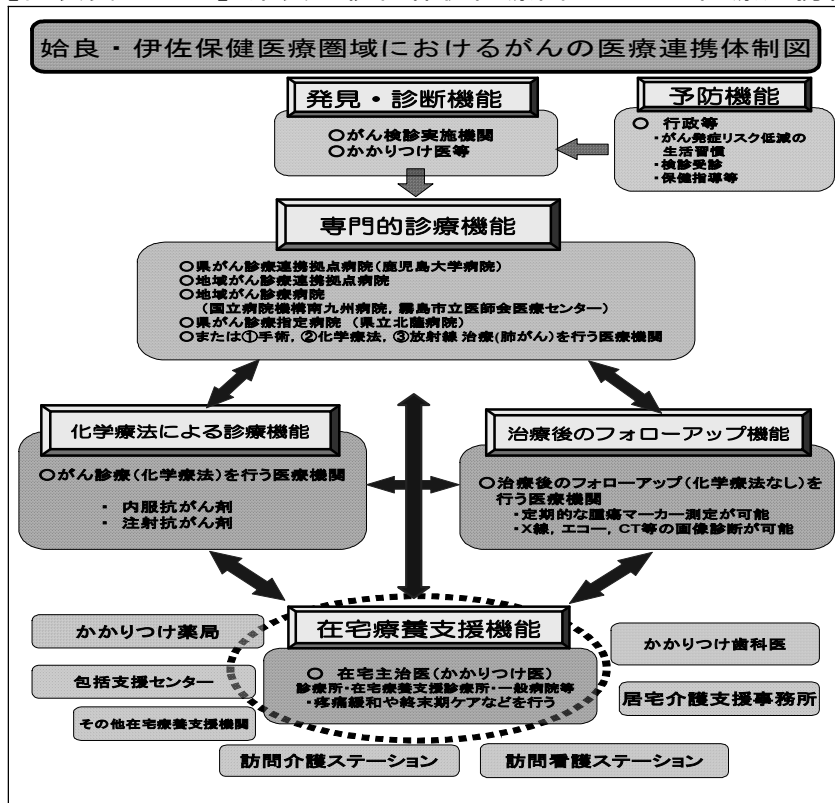 姶良・伊佐保健医療圏域におけるがんの医療連携体制図
発見・診断機能
○がん検診実施機関
○かかりつけ医等
予防機能
○ 行政等
・がん発症リスク低減の
生活習慣
・検診受診
・保健指導等
専門的診療機能
○県がん診療連携拠点病院(鹿児島大学病院)
○地域がん診療連携拠点病院
○地域がん診療病院
(国立病院機構南九州病院,霧島市立医師会医療センター)
○県がん診療指定病院 (県立北薩病院)
○または①手術,②化学療法,③放射線 治療(肺がん)を行う医療機関
化学療法による診療機能
○がん診療(化学療法)を行う医療機関
・ 内服抗がん剤
・ 注射抗がん剤
治療後のフォローアップ機能
○治療後のフォローアップ(化学療法なし)を
行う医療機関
・定期的な腫瘍マーカー測定が可能
・X線,エコー,CT等の画像診断が可能
在宅療養支援機能
○ 在宅主治医(かかりつけ医)
診療所・在宅療養支援診療所・一般病院等
・疼痛緩和や終末期ケアなどを行う
かかりつけ薬局
包括支援センター
その他在宅療養支援機関
訪問介護ステーション
訪問看護ステーション
かかりつけ歯科医
居宅介護支援事務所